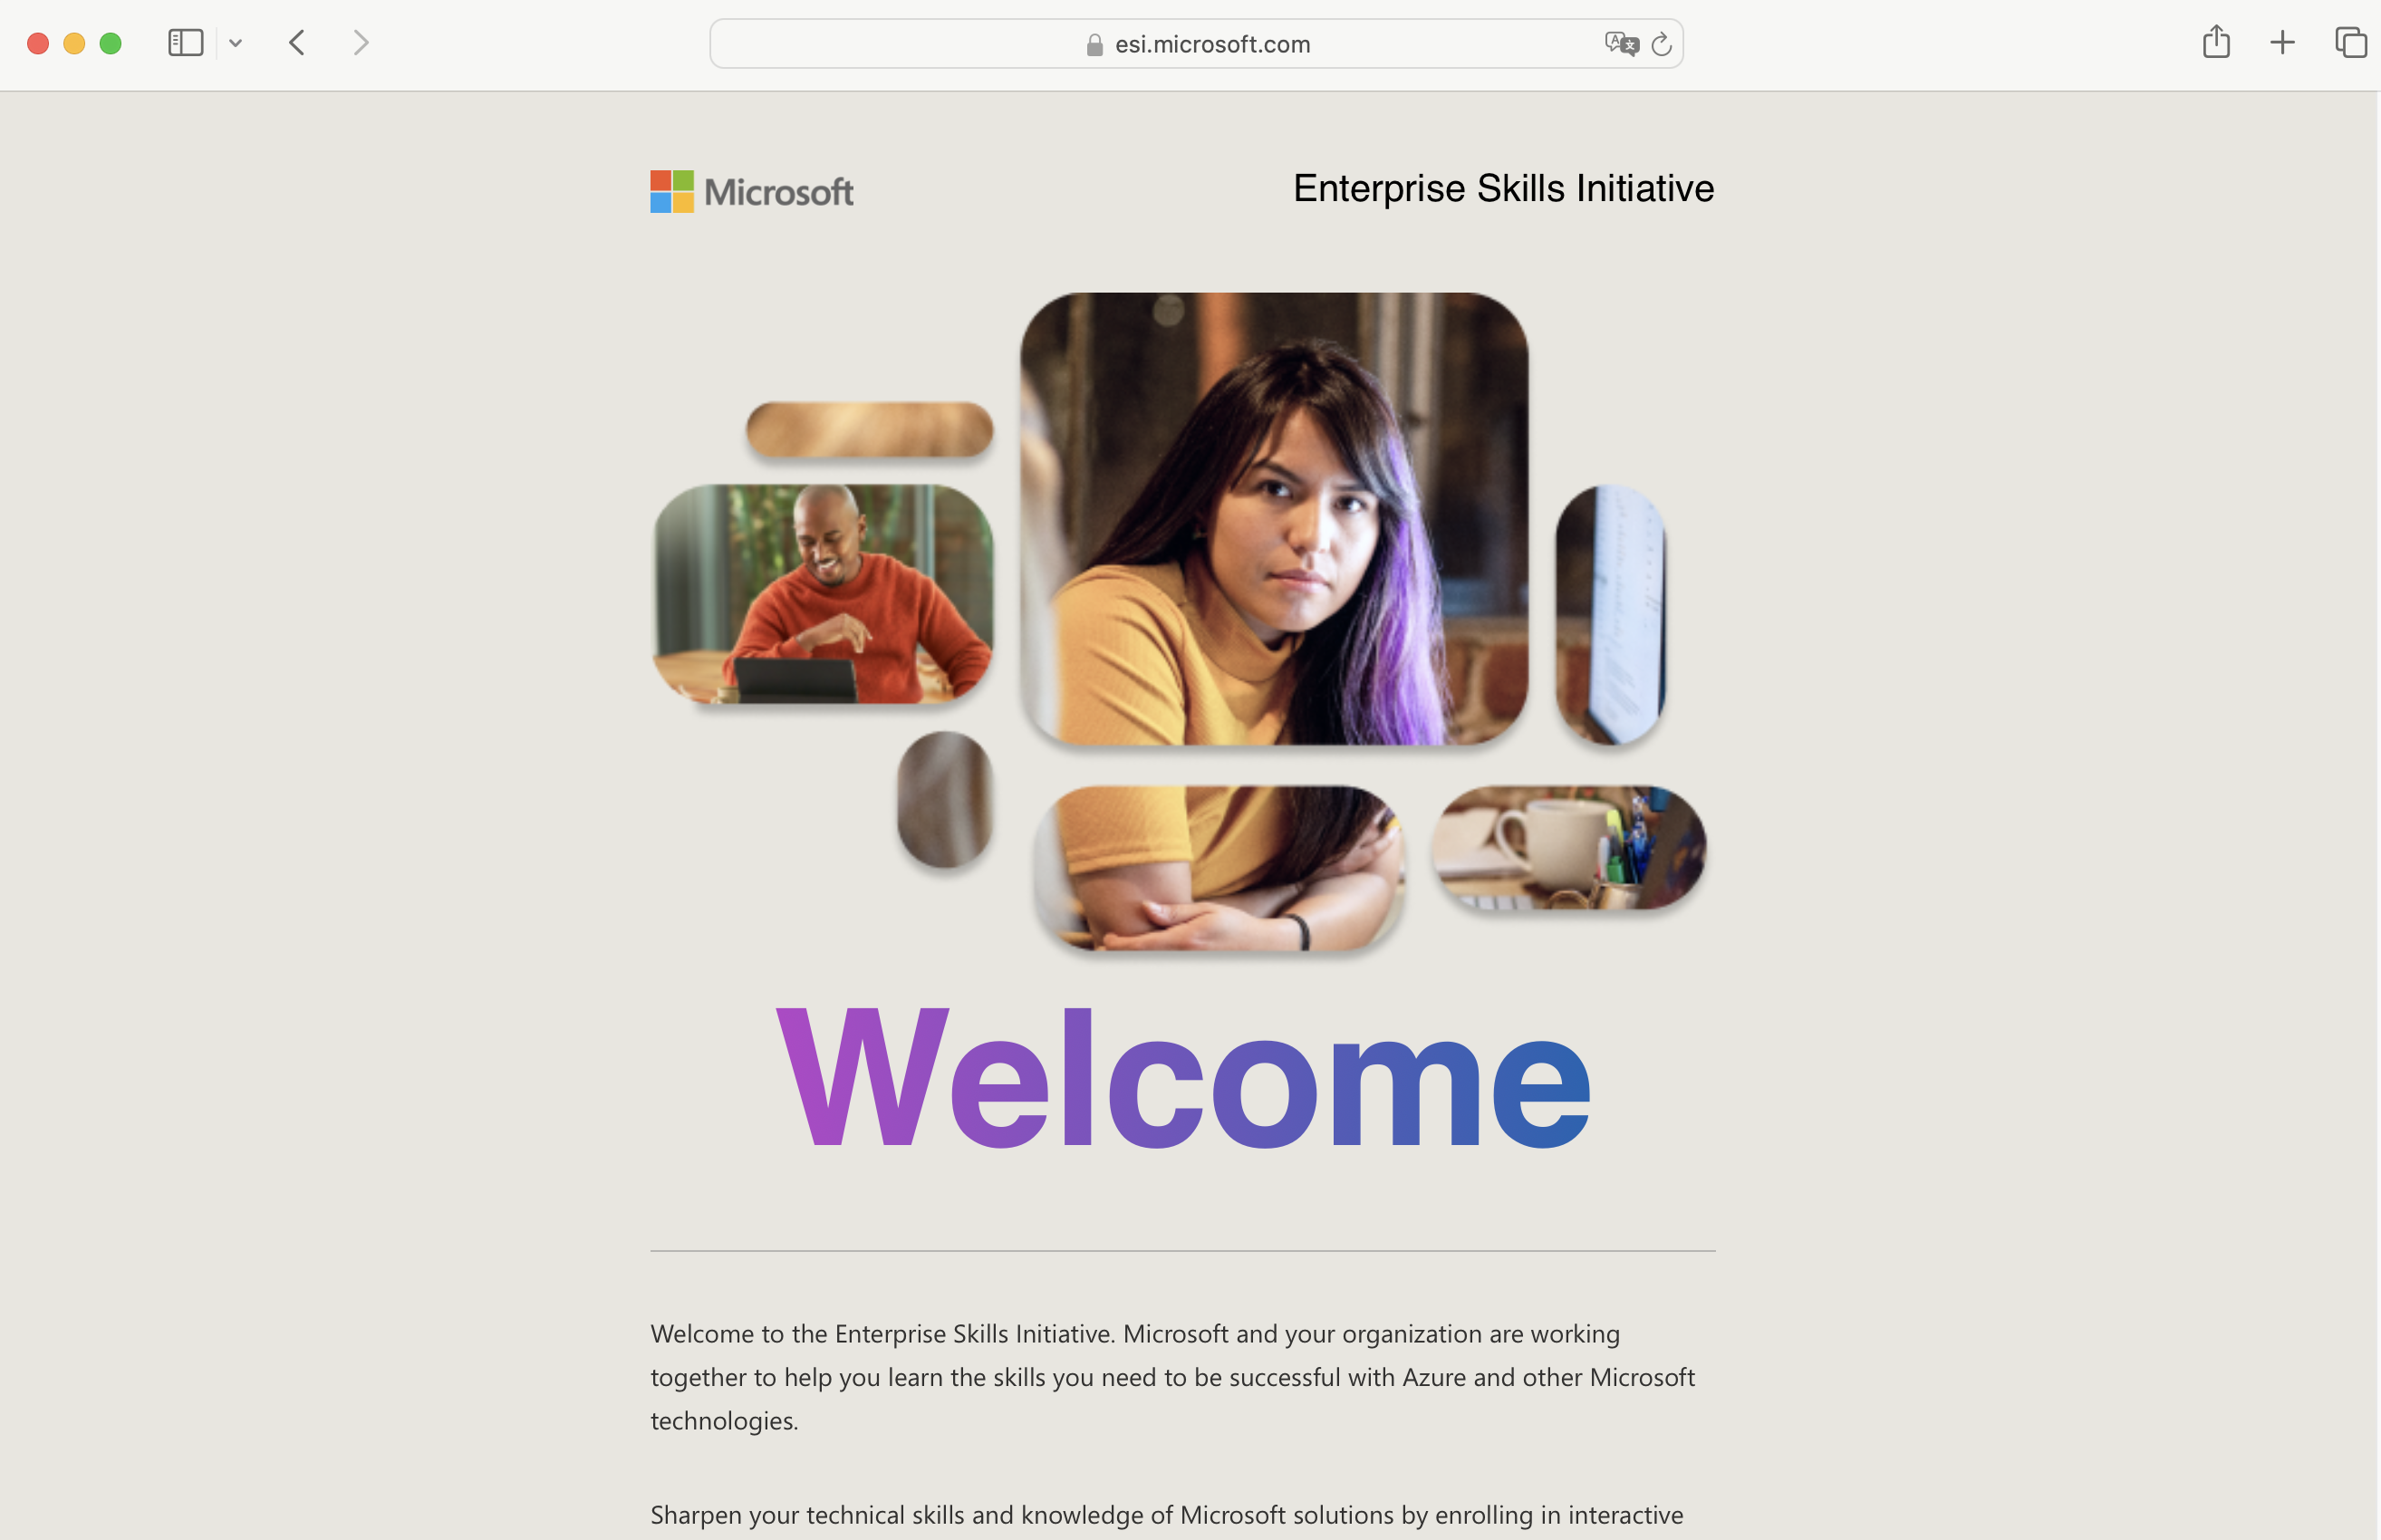 esi.microsoft.com
Microsoft
Enterprise Skills Initiative
Welcome
Welcome to the Enterprise Skills Initiative. Microsoft and your organization are working
together to help you learn the skills you need to be successful with Azure and other Microsoft
technologies.
Sharpen your technical skills and knowledge of Microsoft solutions by enrolling in interactive